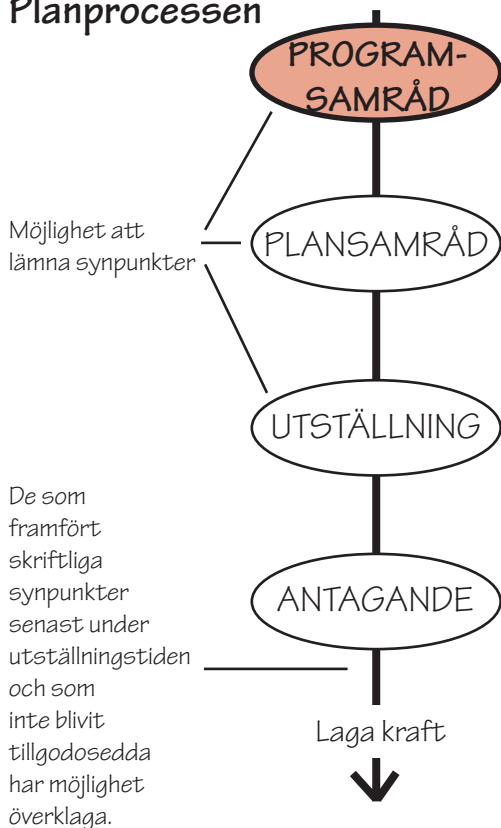 Planprocessen
PROGRAM-
SAMRÅD
Möjlighet att
lämna synpunkter
PLANSAMRÅD
UTSTÄLLNING
De som
framfört
skriftliga
synpunkter
senast under
utställningstiden
och som
inte blivit
tillgodosedda
har möjlighet
överklaga.
ANTAGANDE
Laga kraft